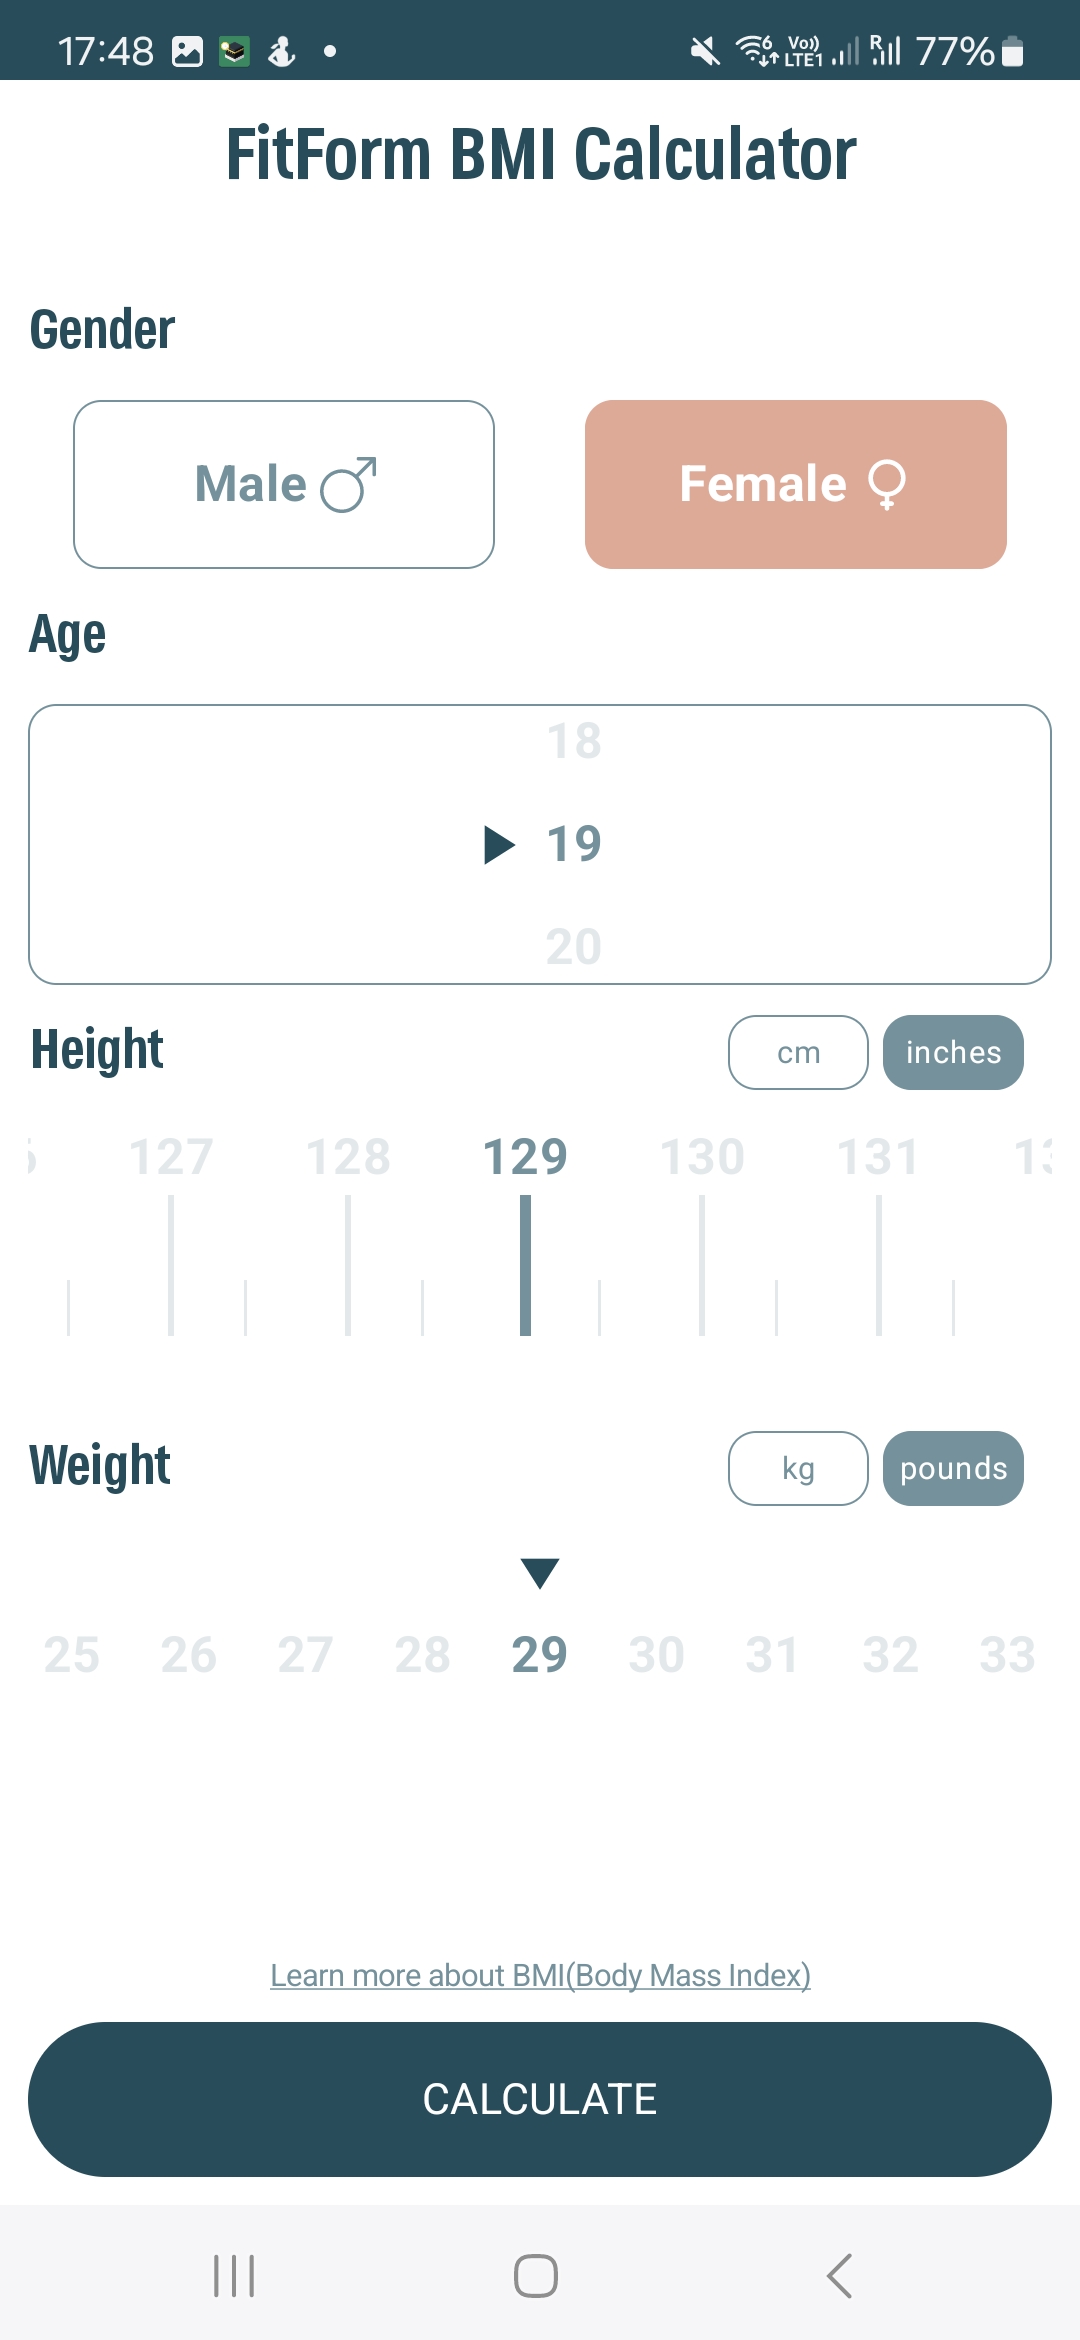 17:48 6 Vo)) LTE1 R 77%
FitForm BMI Calculator
Gender
Male Female
Age
18
19
20
Height cm inches
127 128 129 130 131
Weight kg pounds
25 26 27 28 29 30 31 32 33
Learn more about BMI(Body Mass Index)
CALCULATE